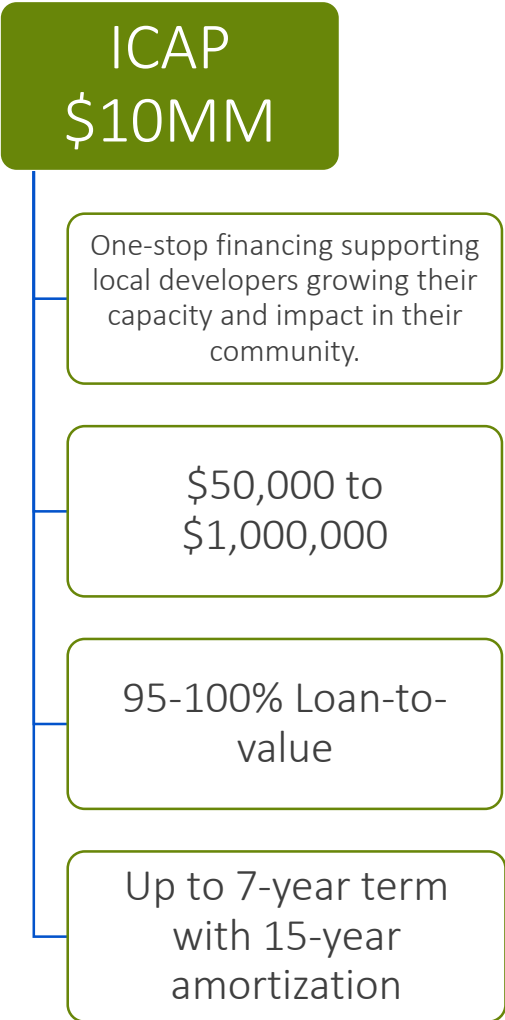 ICAP
$10MM
One-stop financing supporting
local developers growing their
capacity and impact in their
community.
$50,000 to
$1,000,000
95-100% Loan-to-
value
Up to 7-year term
with 15-year
amortization